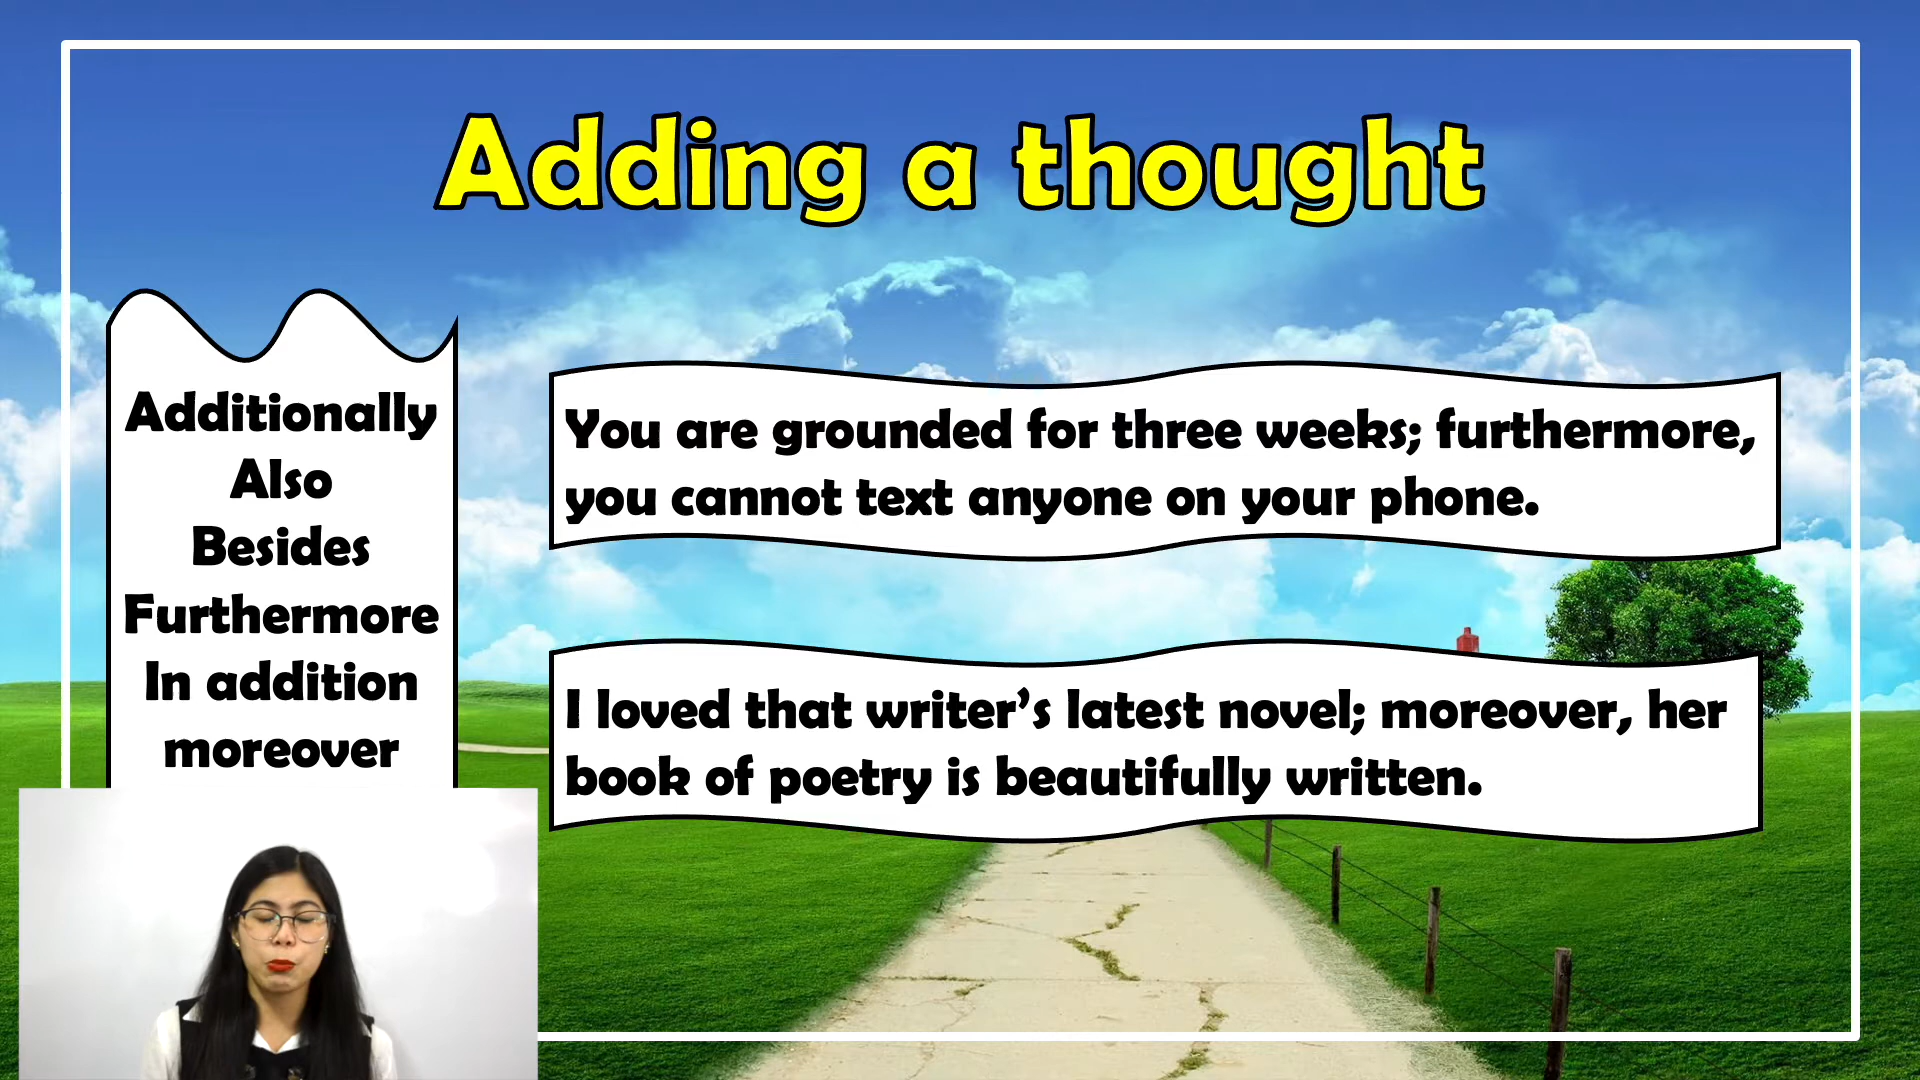 Adding a thought
Additionally
Also
Besides
Furthermore
In addition
moreover
You are grounded for three weeks; furthermore,
you cannot text anyone on your phone.
I loved that writer’s latest novel; moreover, her
book of poetry is beautifully written.